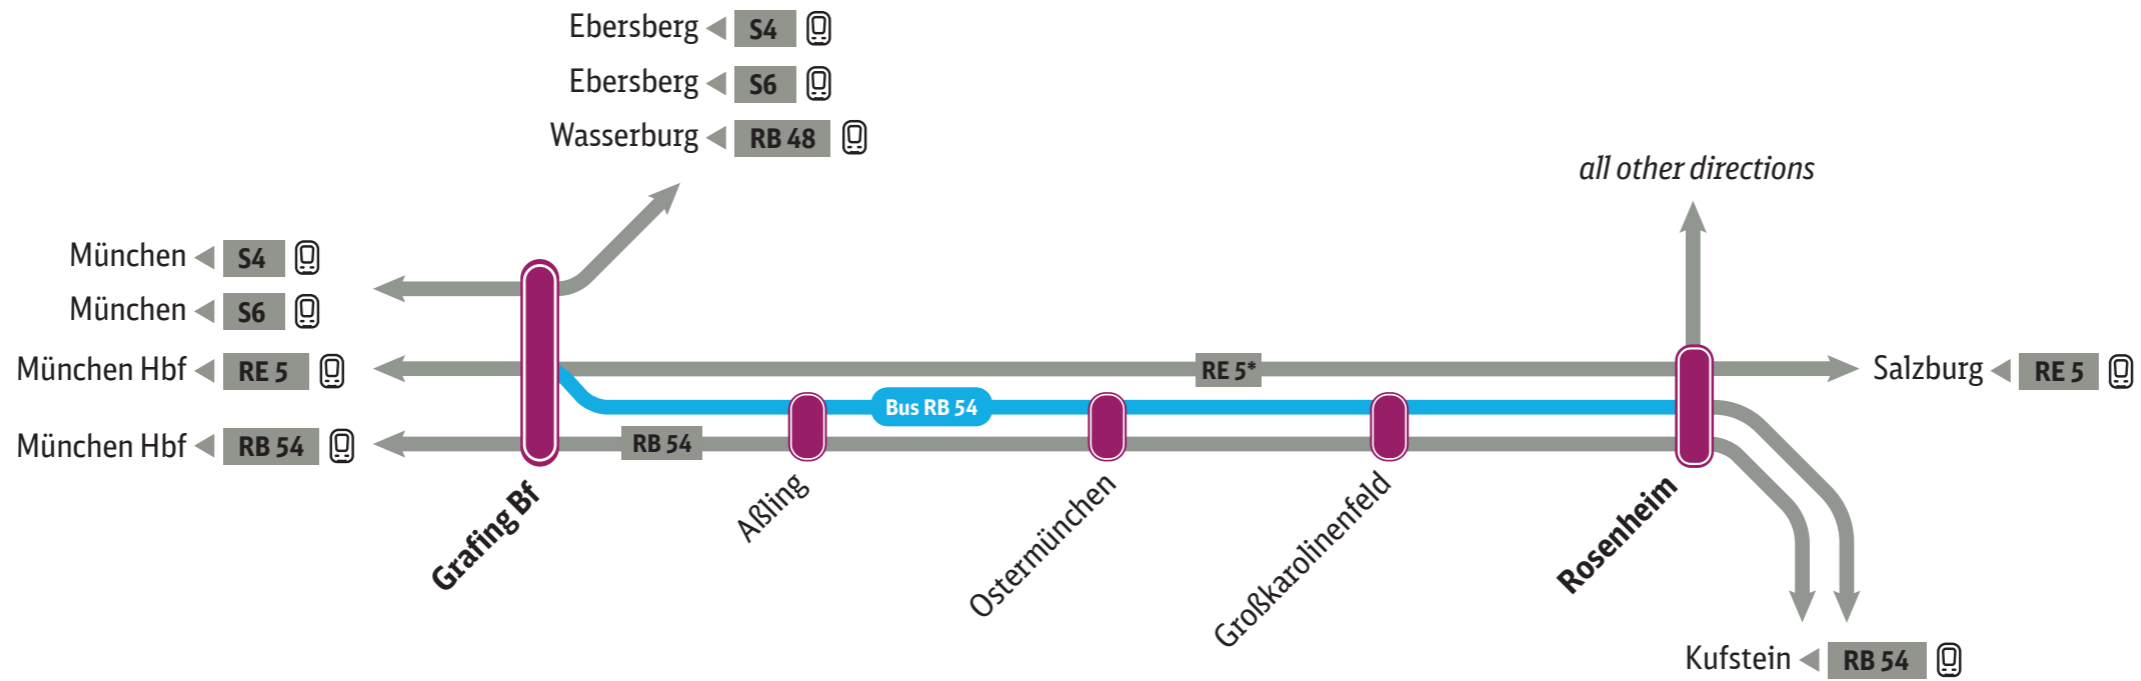 Ebersberg S4
Ebersberg S6
Wasserburg RB 48
all other directions
München S4
München S6
München Hbf RE 5
RE 5*
Salzburg RE 5
Bus RB 54
München Hbf RB 54
RB 54
Grafing Bf
Aßling
Ostermünchen
Großkarolinenfeld
Rosenheim
Kufstein RB 54